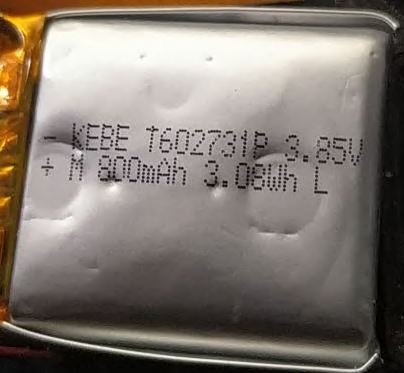 - KEBE T602731P 3.85V
+ M 800mAh 3.08Wh L